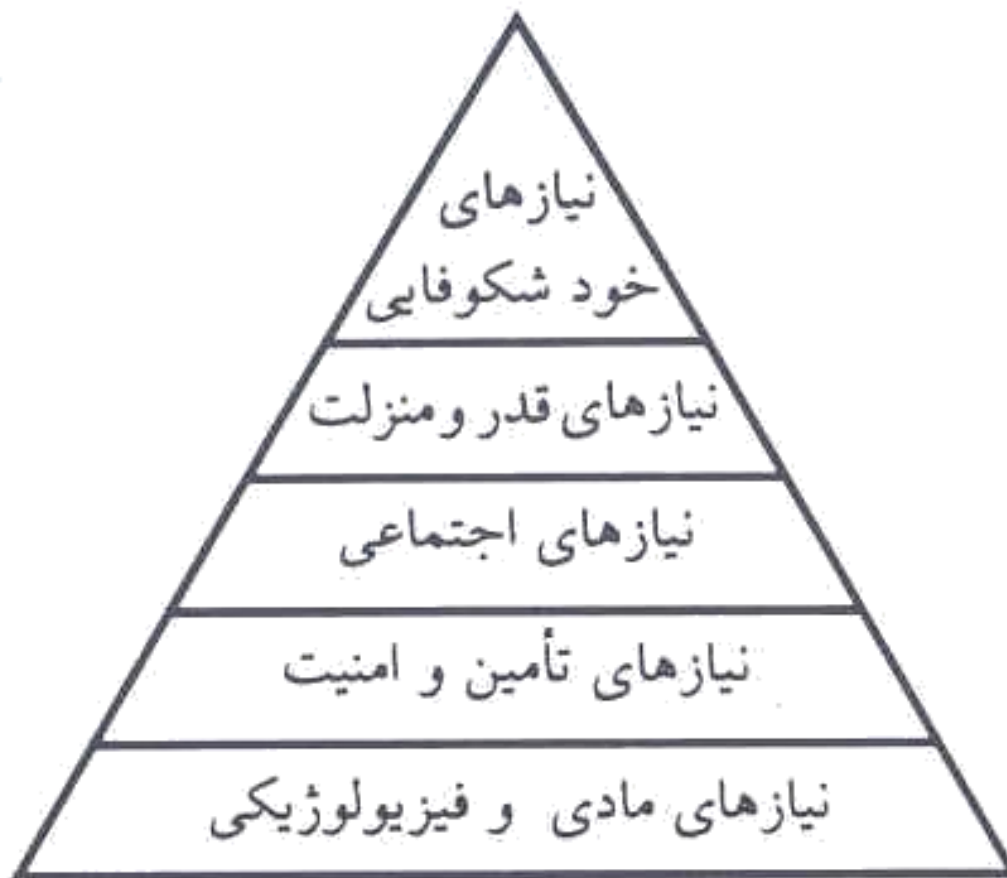 نیازهای
خود شکوفایی
نیازهای قدر و منزلت
نیازهای اجتماعی
نیازهای تأمین و امنیت
نیازهای مادی و فیزیولوژیکی